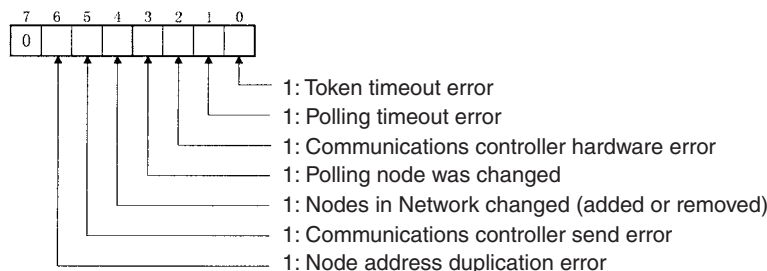 7 6 5 4 3 2 1 0
0
1: Token timeout error
1: Polling timeout error
1: Communications controller hardware error
1: Polling node was changed
1: Nodes in Network changed (added or removed)
1: Communications controller send error
1: Node address duplication error